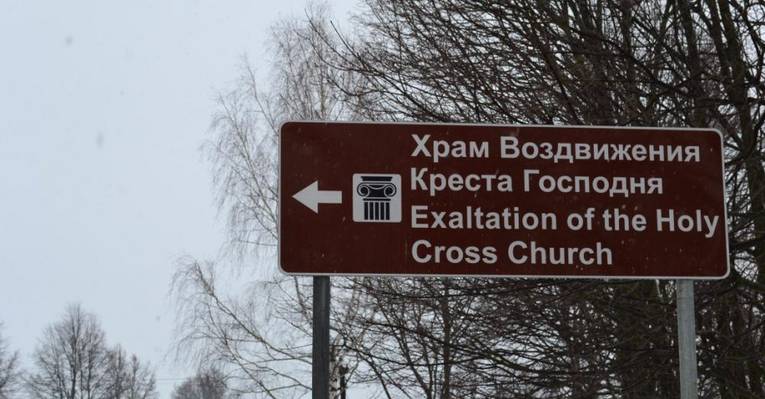 Храм Воздвижения
Креста Господня
Exaltation of the Holy
Cross Church